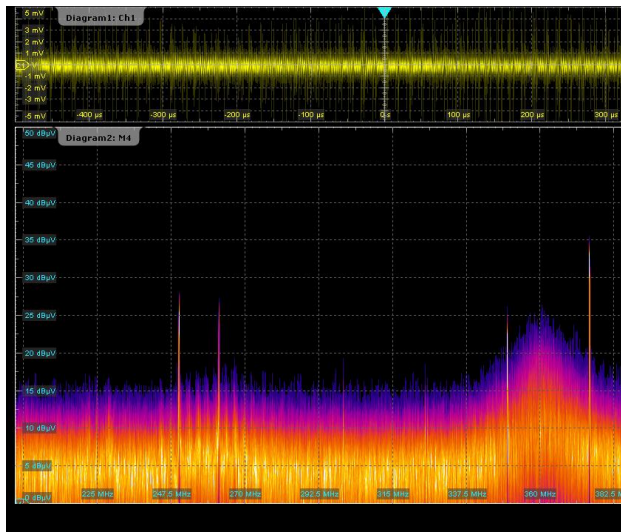 5 mV
Diagram1: Ch1
3 mV
2 mV
1 mV
-1 mV
-2 mV
-3 mV
-5 mV
-400 µs -300 µs -200 µs -100 µs 0 s 100 µs 200 µs 300 µs
50 dBµV
Diagram2: M4
45 dBµV
40 dBµV
35 dBµV
30 dBµV
25 dBµV
20 dBµV
15 dBµV
10 dBµV
5 dBµV
0 dBµV
225 MHz 247.5 MHz 270 MHz 292.5 MHz 315 MHz 337.5 MHz 360 MHz 382.5